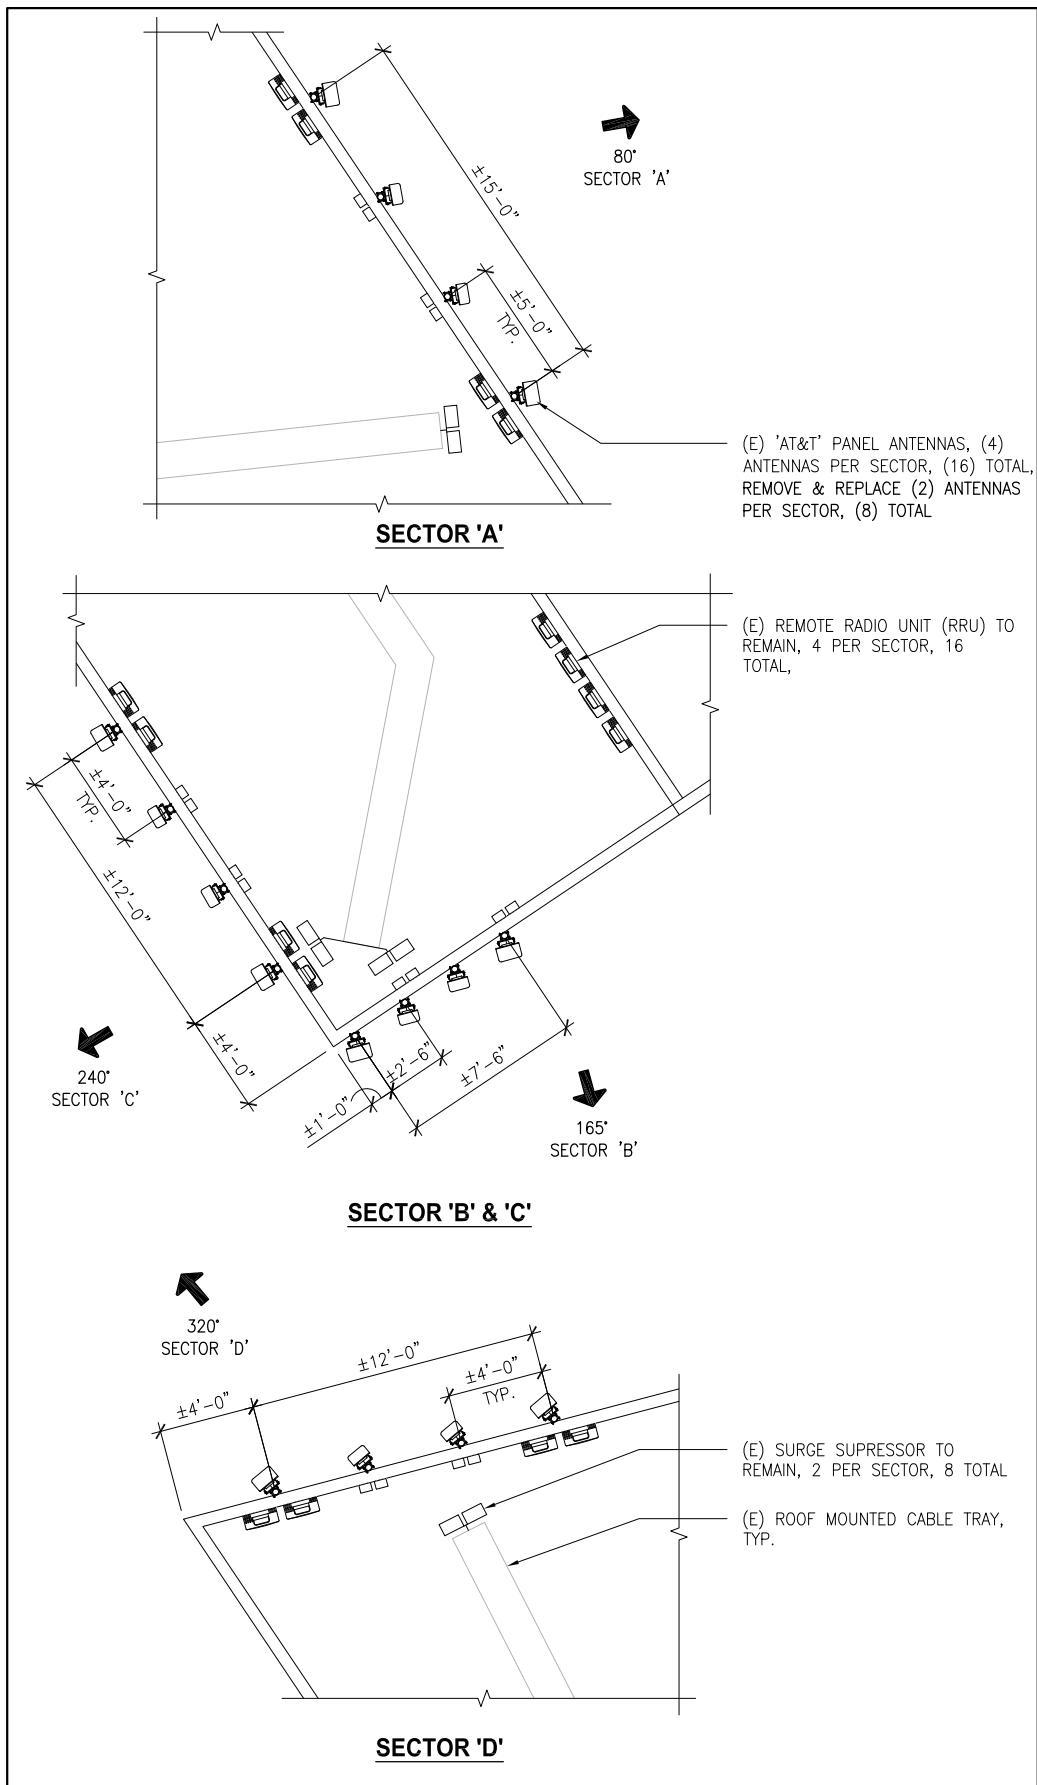 ±15'-0"
80°
SECTOR 'A'
±5'-0"
TYP.
(E) 'AT&T' PANEL ANTENNAS, (4)
ANTENNAS PER SECTOR, (16) TOTAL,
REMOVE & REPLACE (2) ANTENNAS
PER SECTOR, (8) TOTAL
SECTOR 'A'
(E) REMOTE RADIO UNIT (RRU) TO
REMAIN, 4 PER SECTOR, 16
TOTAL,
±4'-0"
TYP.
±12'-0"
±4'-0"
240°
SECTOR 'C'
±1'-0"
±2'-6"
±7'-6"
165°
SECTOR 'B'
SECTOR 'B' & 'C'
320°
SECTOR 'D'
±4'-0"
±12'-0"
±4'-0"
TYP.
(E) SURGE SUPRESSOR TO
REMAIN, 2 PER SECTOR, 8 TOTAL
(E) ROOF MOUNTED CABLE TRAY,
TYP.
SECTOR 'D'